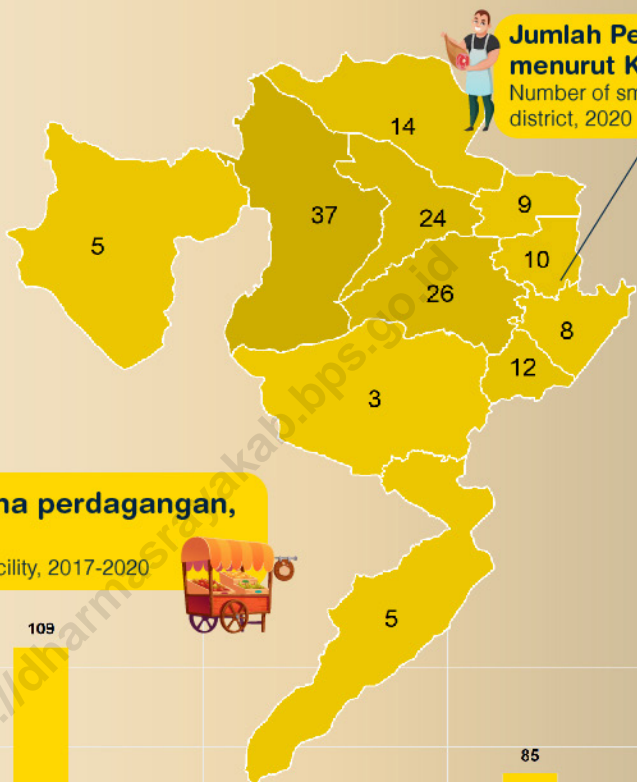 Jumlah Pe
menurut K
Number of sm
district, 2020
14
37
24
9
5
10
26
8
12
3
5
na perdagangan,
cility, 2017-2020
109
85
//dharmasrayakab.bps.go.id